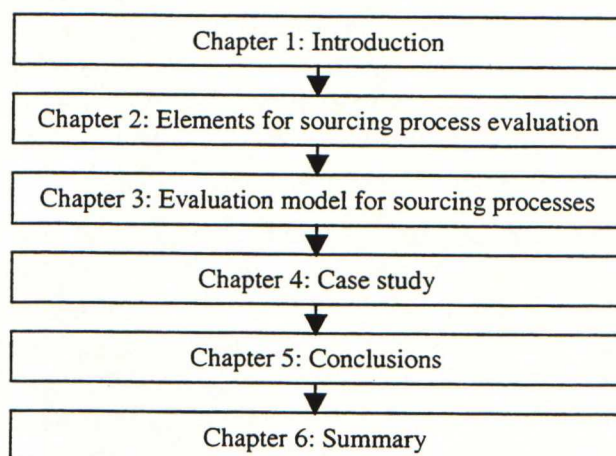 Chapter 1: Introduction
Chapter 2: Elements for sourcing process evaluation
Chapter 3: Evaluation model for sourcing processes
Chapter 4: Case study
Chapter 5: Conclusions
Chapter 6: Summary